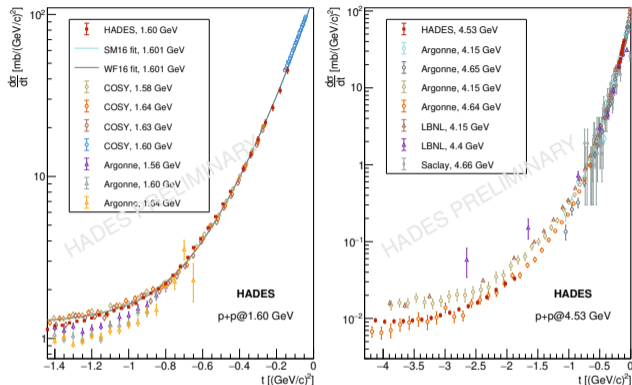 dσ/dt [mb/(GeV/c)²]
10²
10
1
HADES, 1.60 GeV
SM16 fit, 1.601 GeV
WF16 fit, 1.601 GeV
COSY, 1.58 GeV
COSY, 1.64 GeV
COSY, 1.63 GeV
COSY, 1.60 GeV
Argonne, 1.56 GeV
Argonne, 1.60 GeV
Argonne, 1.64 GeV
HADES PRELIMINARY
HADES
p+p@1.60 GeV
−1.4 −1.2 −1 −0.8 −0.6 −0.4 −0.2 0
t [(GeV/c)²]
dσ/dt [mb/(GeV/c)²]
10²
10
1
10⁻¹
10⁻²
HADES, 4.53 GeV
Argonne, 4.15 GeV
Argonne, 4.65 GeV
Argonne, 4.15 GeV
Argonne, 4.64 GeV
LBNL, 4.15 GeV
LBNL, 4.4 GeV
Saclay, 4.66 GeV
HADES PRELIMINARY
HADES
p+p@4.53 GeV
−4 −3.5 −3 −2.5 −2 −1.5 −1 −0.5 0
t [(GeV/c)²]